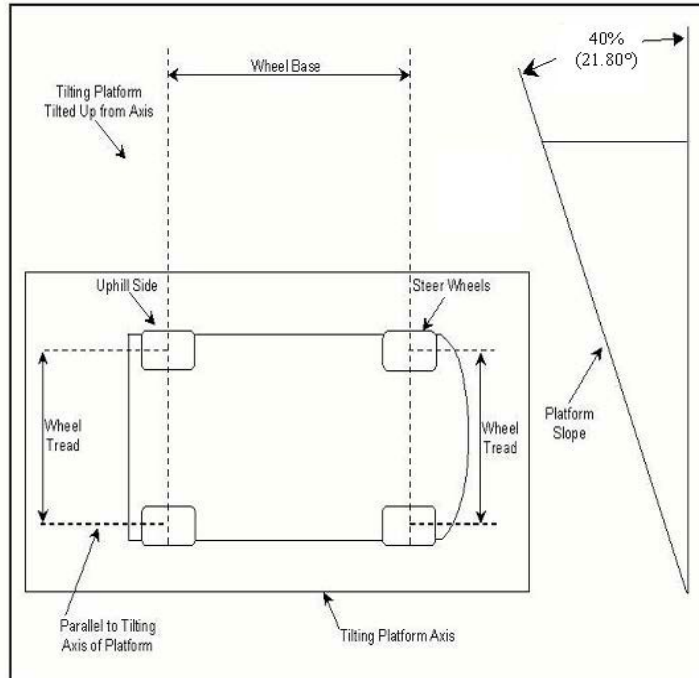 40%
(21.80°)
Wheel Base
Tilting Platform
Tilted Up from Axis
Uphill Side
Steer Wheels
Wheel
Tread
Wheel
Tread
Platform
Slope
Parallel to Tilting
Axis of Platform
Tilting Platform Axis